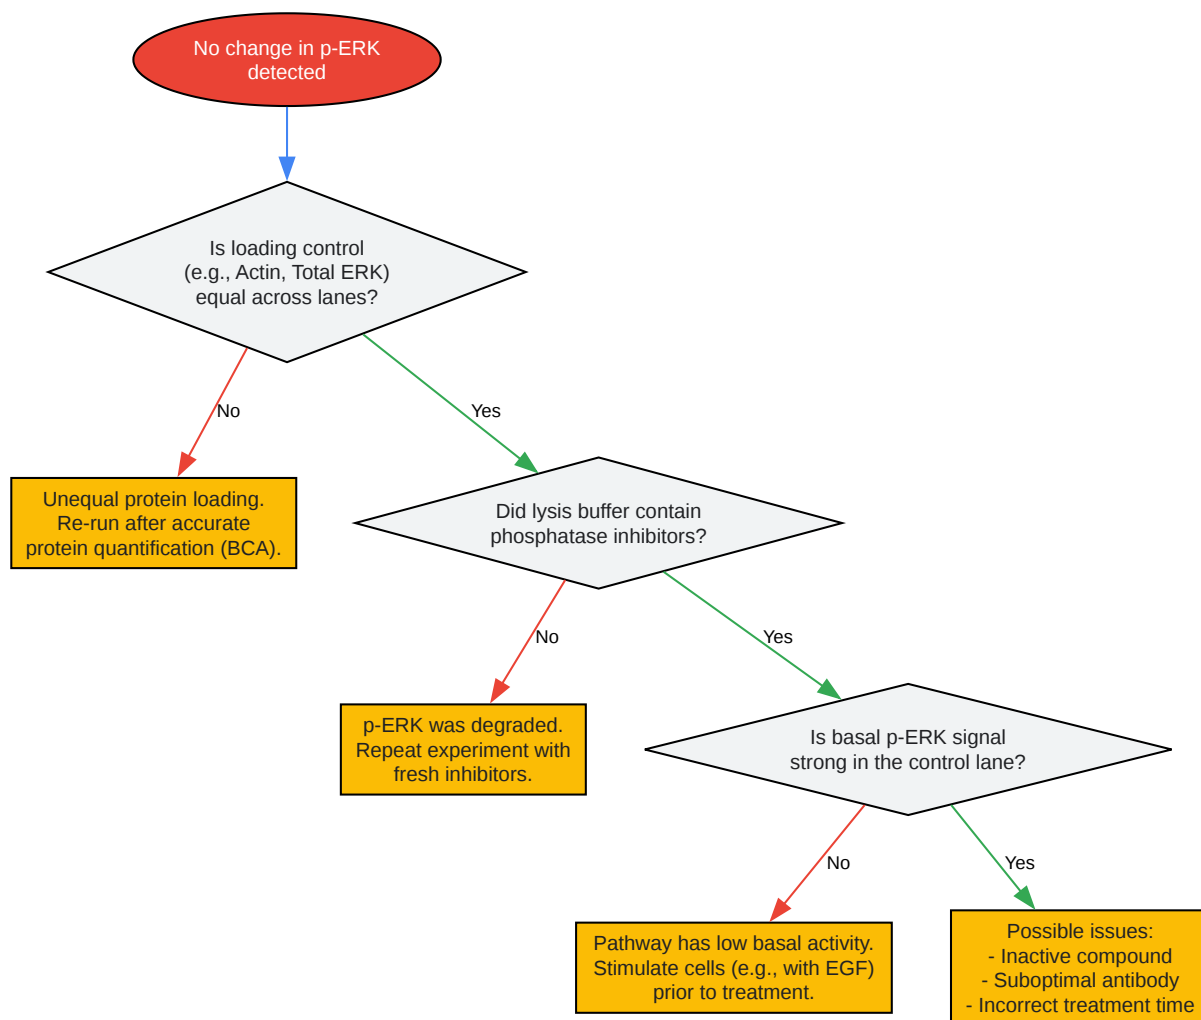 No change in p-ERK
detected
Is loading control
(e.g., Actin, Total ERK)
equal across lanes?
No
Yes
Unequal protein loading.
Re-run after accurate
protein quantification (BCA).
Did lysis buffer contain
phosphatase inhibitors?
No
Yes
p-ERK was degraded.
Repeat experiment with
fresh inhibitors.
Is basal p-ERK signal
strong in the control lane?
No
Yes
Pathway has low basal activity.
Stimulate cells (e.g., with EGF)
prior to treatment.
Possible issues:
- Inactive compound
- Suboptimal antibody
- Incorrect treatment time